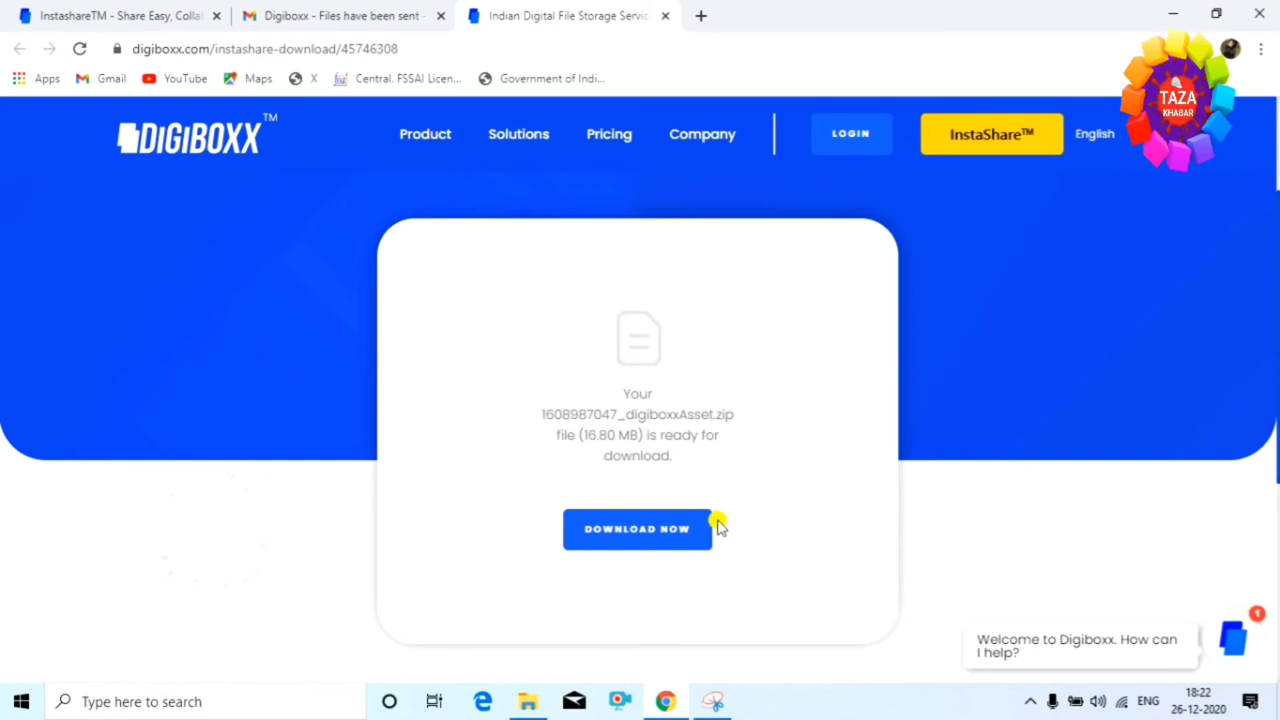 InstashareTM - Share Easy, Colla
Digiboxx - Files have been sent -
Indian Digital File Storage Servic
digiboxx.com/instashare-download/45746308
Apps
Gmail
YouTube
Maps
X
Central. FSSAI Licen...
Government of Indi...
TAZA
KHABAR
DIGIBOXX™
Product
Solutions
Pricing
Company
LOGIN
InstaShare™
English
Your
1608987047_digiboxxAsset.zip
file (16.80 MB) is ready for
download.
DOWNLOAD NOW
1
Welcome to Digiboxx. How can
I help?
Type here to search
ENG
18:22
26-12-2020